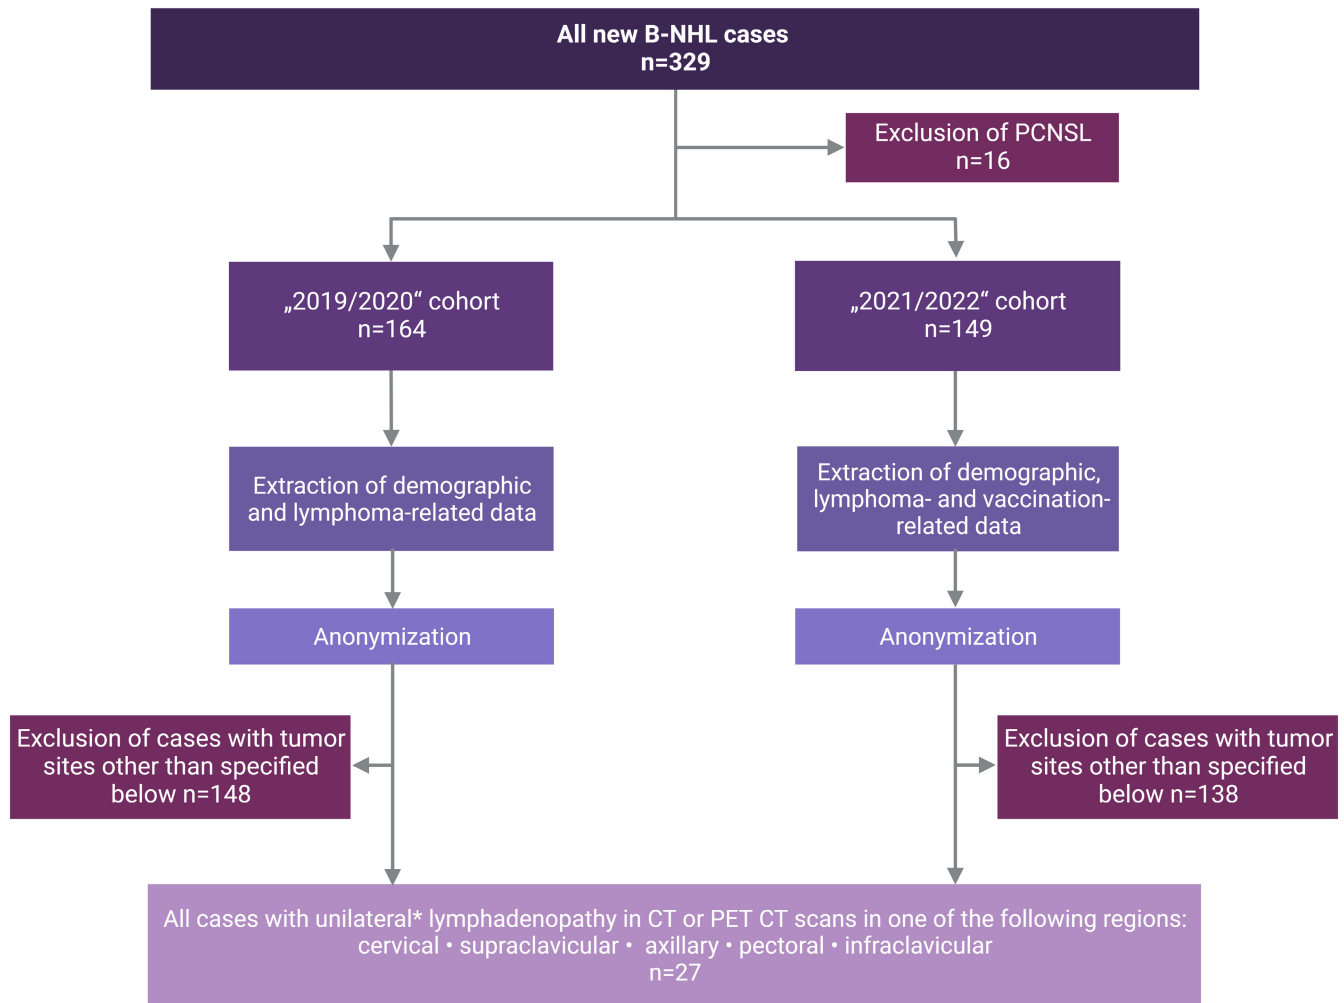 All new B-NHL cases
n=329
Exclusion of PCNSL
n=16
„2019/2020“ cohort
n=164
„2021/2022“ cohort
n=149
Extraction of demographic
and lymphoma-related data
Extraction of demographic,
lymphoma- and vaccination-
related data
Anonymization
Anonymization
Exclusion of cases with tumor
sites other than specified
below n=148
Exclusion of cases with tumor
sites other than specified
below n=138
All cases with unilateral* lymphadenopathy in CT or PET CT scans in one of the following regions:
cervical • supraclavicular • axillary • pectoral • infraclavicular
n=27